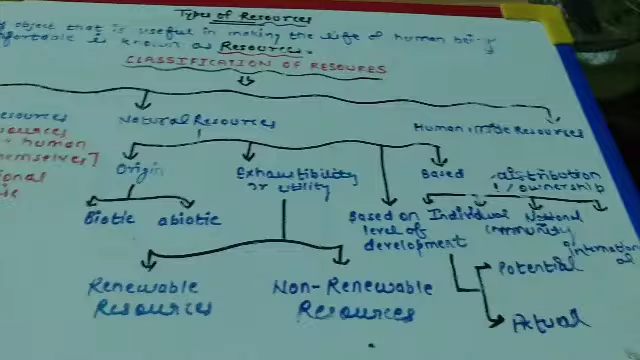 Types of Resources
object that is useful in making the life of human being
is known as Resources.
CLASSIFICATION OF RESOURES
Natural Resources
Human made Resources
human
themselves]
Origin
Exhaustibility
or utility
Based
distribution
/ownership
Biotic abiotic
Based on
level of
development
Individual
community
National
international
Renewable
Resources
Non-Renewable
Resources
Potential
Actual